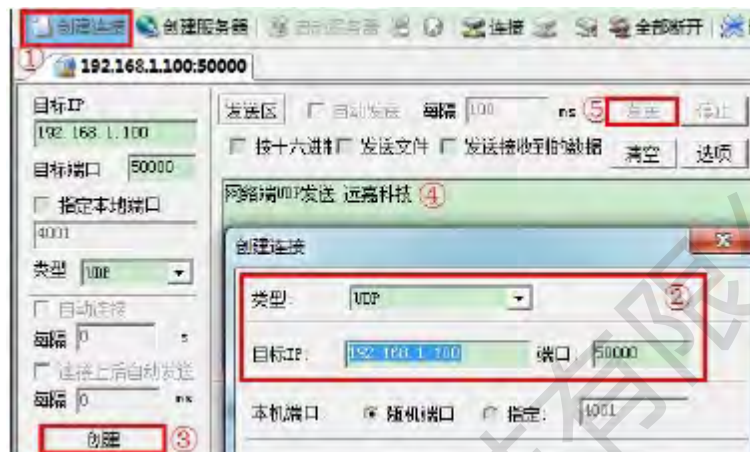 创建连接 创建服务器 启动服务器 连接 全部断开
① 192.168.1.100:50000
目标IP
192.168.1.100
目标端口 50000
指定本地端口
4001
类型 UDP
自动连接
每隔 0 s
连接上后自动发送
每隔 0 ms
创建 ③
发送区 自动发送 每隔 100 ms ⑤ 发送 停止
按十六进制 发送文件 发送接收到的数据 清空 选项
网络端UDP发送 远嘉科技 ④
创建连接
类型: UDP ②
目标IP: 192.168.1.100 端口: 50000
本机端口 随机端口 指定: 4001